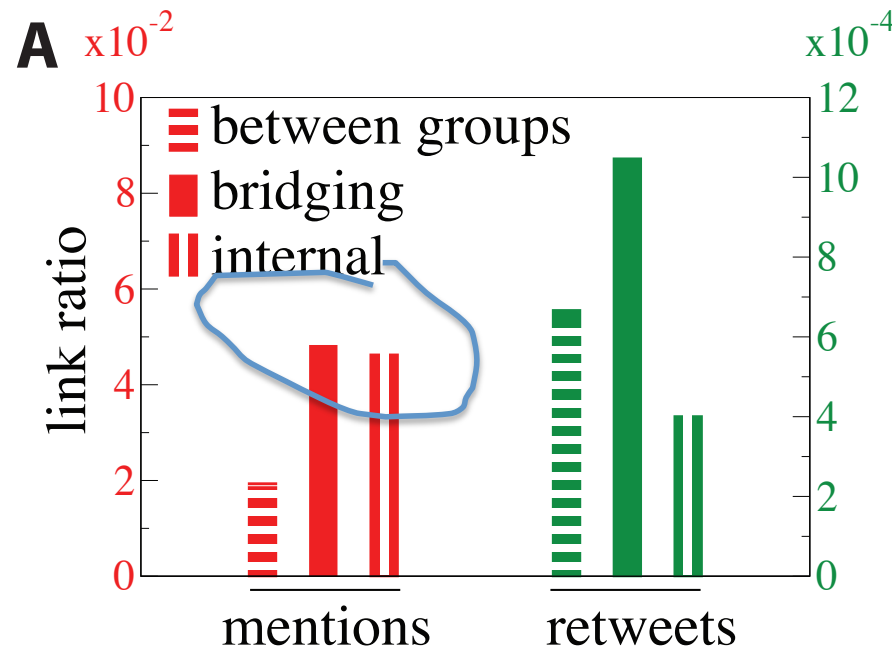 A
x10-2
x10-4
10
8
6
4
2
0
link ratio
between groups
bridging
internal
12
10
8
6
4
2
0
mentions
retweets